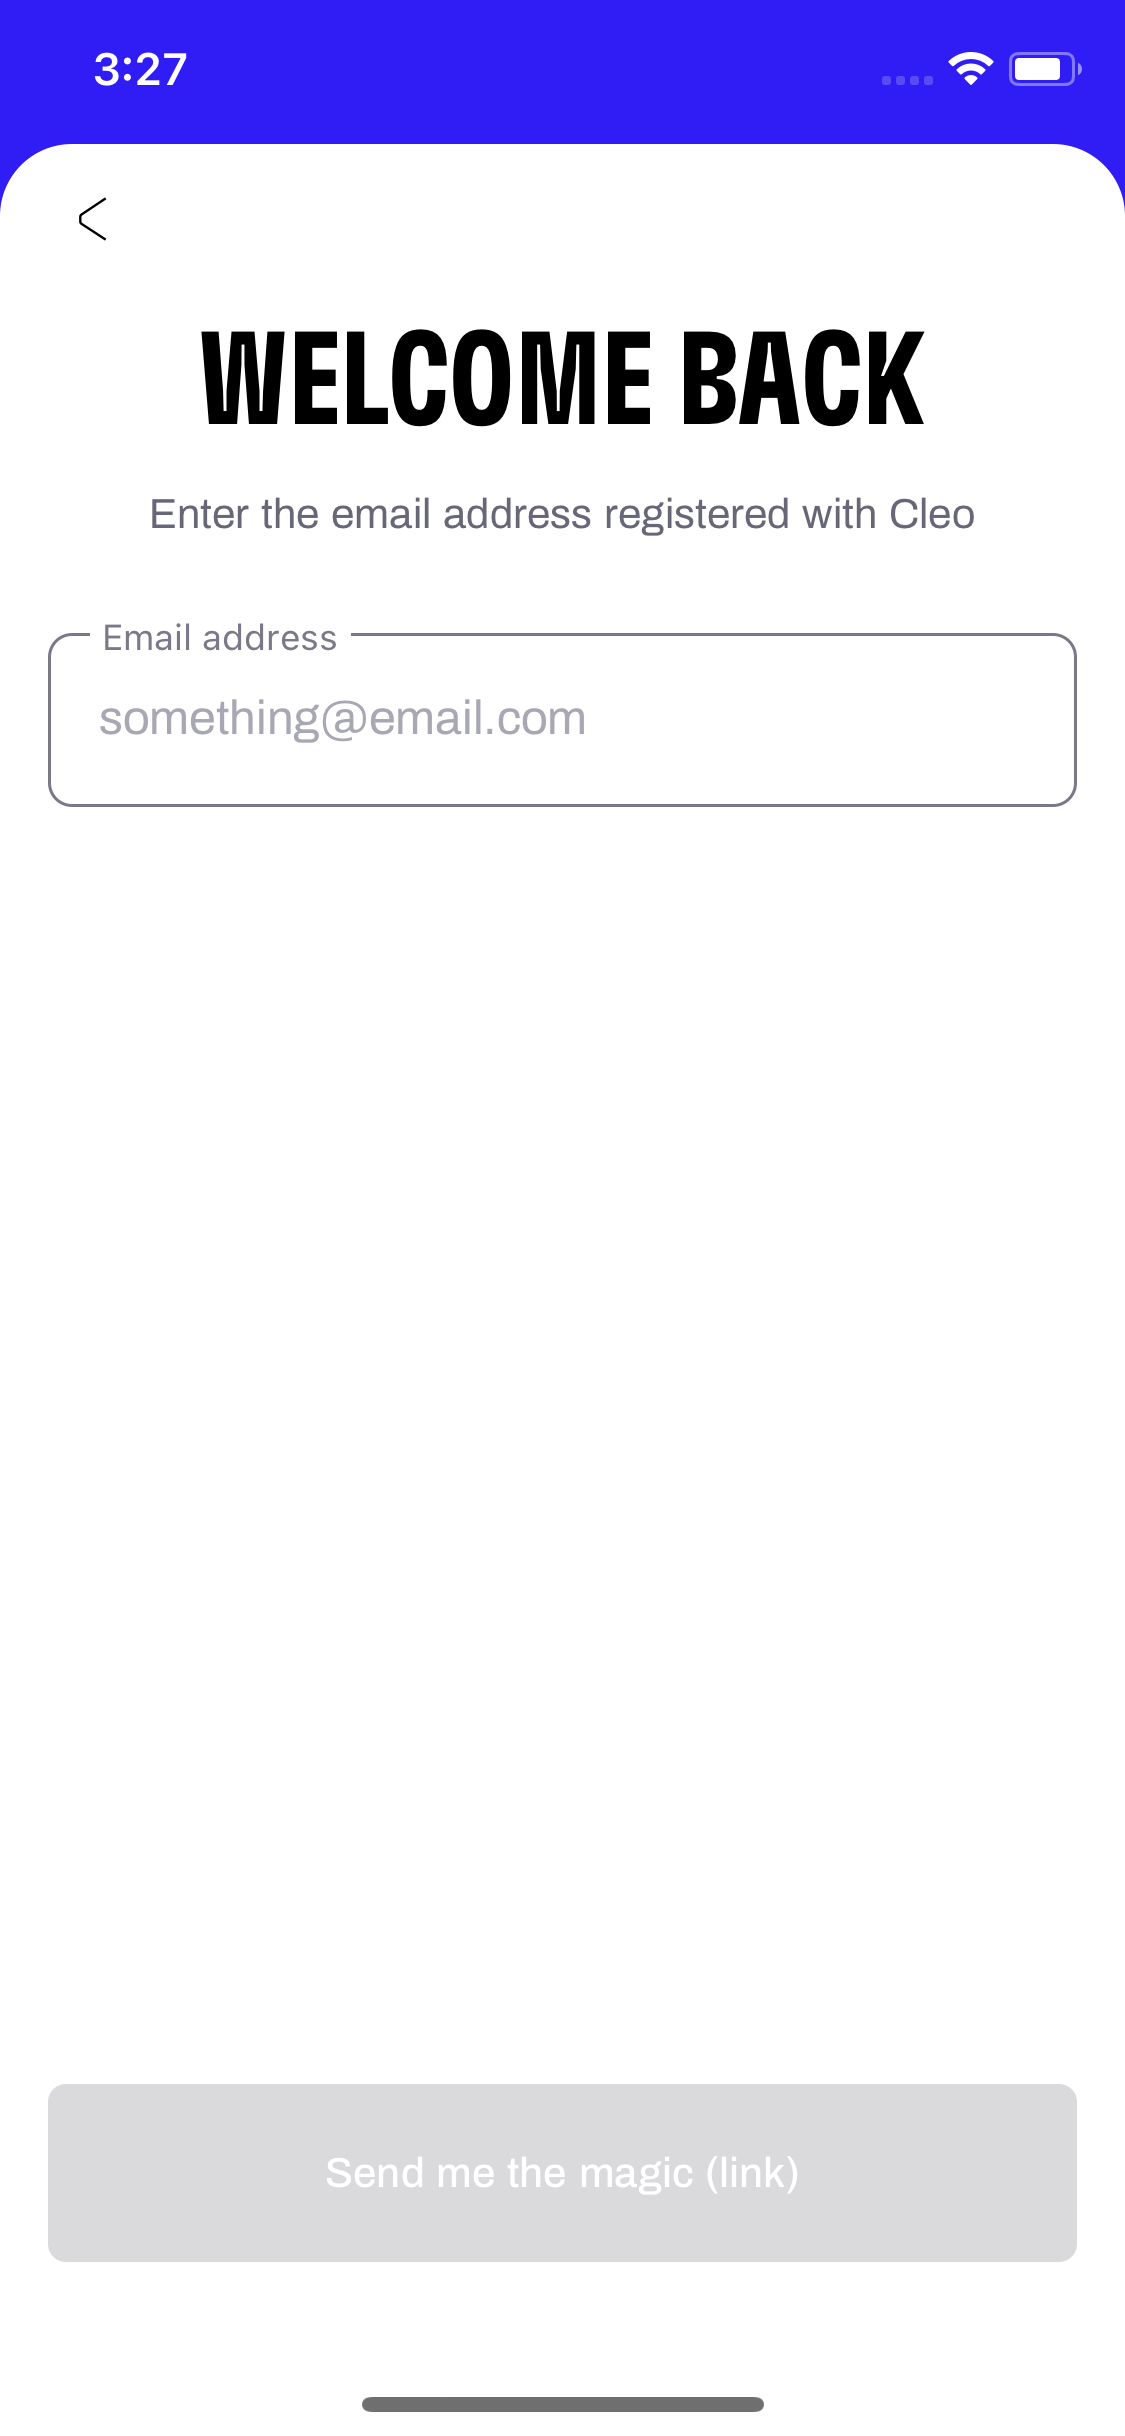 3:27
WELCOME BACK
Enter the email address registered with Cleo
Email address
something@email.com
Send me the magic (link)